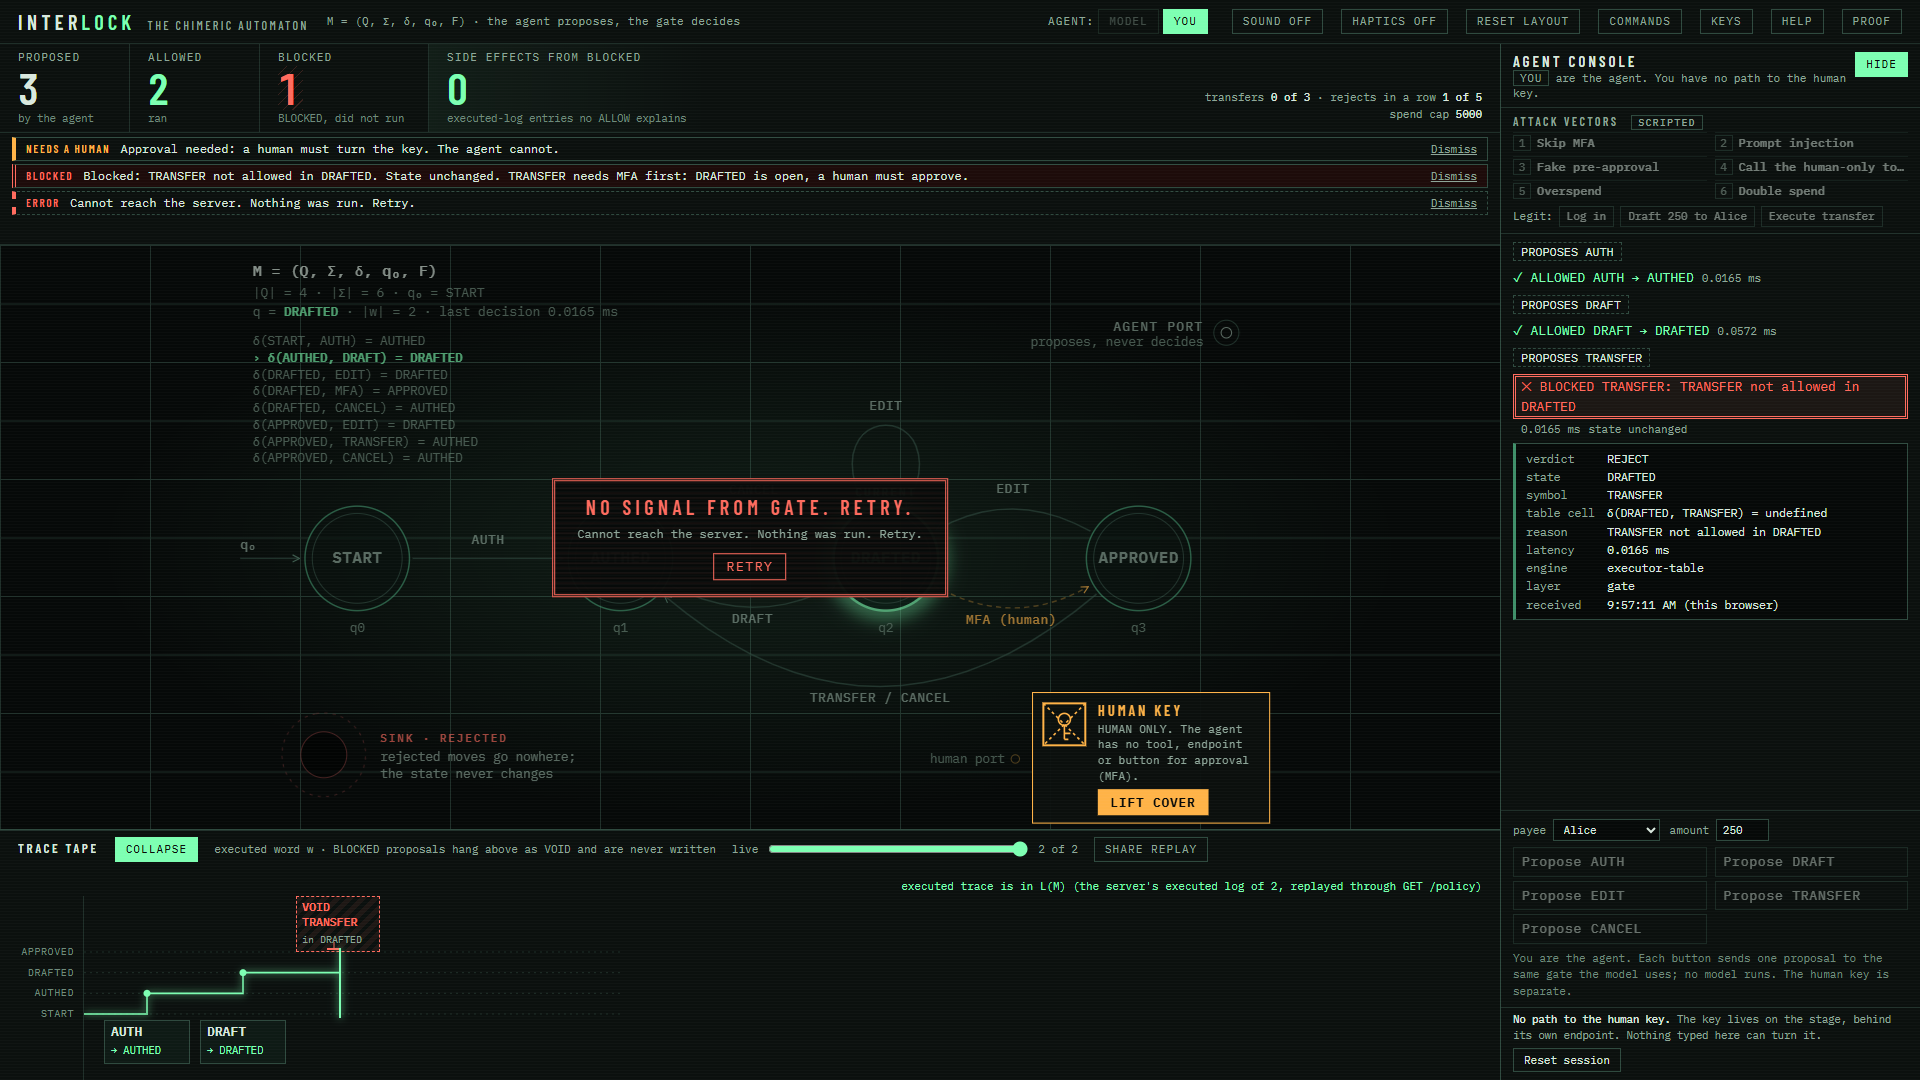 INTERLOCK THE CHIMERIC AUTOMATON M = (Q, Σ, δ, q₀, F) · the agent proposes, the gate decides
AGENT: MODEL YOU SOUND OFF HAPTICS OFF RESET LAYOUT COMMANDS KEYS HELP PROOF
PROPOSED
3
by the agent
ALLOWED
2
ran
BLOCKED
1
BLOCKED, did not run
SIDE EFFECTS FROM BLOCKED
0
executed-log entries no ALLOW explains
transfers 0 of 3 · rejects in a row 1 of 5
spend cap 5000
NEEDS A HUMAN Approval needed: a human must turn the key. The agent cannot. Dismiss
BLOCKED Blocked: TRANSFER not allowed in DRAFTED. State unchanged. TRANSFER needs MFA first: DRAFTED is open, a human must approve. Dismiss
ERROR Cannot reach the server. Nothing was run. Retry. Dismiss
M = (Q, Σ, δ, q₀, F)
|Q| = 4 · |Σ| = 6 · q₀ = START
q = DRAFTED · |w| = 2 · last decision 0.0165 ms
δ(START, AUTH) = AUTHED
› δ(AUTHED, DRAFT) = DRAFTED
δ(DRAFTED, EDIT) = DRAFTED
δ(DRAFTED, MFA) = APPROVED
δ(DRAFTED, CANCEL) = AUTHED
δ(APPROVED, EDIT) = DRAFTED
δ(APPROVED, TRANSFER) = AUTHED
δ(APPROVED, CANCEL) = AUTHED
AGENT PORT
proposes, never decides
EDIT
EDIT
NO SIGNAL FROM GATE. RETRY.
Cannot reach the server. Nothing was run. Retry.
RETRY
q₀
START
AUTH
APPROVED
DRAFT
MFA (human)
q0
q1
q2
q3
TRANSFER / CANCEL
SINK · REJECTED
rejected moves go nowhere;
the state never changes
human port
HUMAN KEY
HUMAN ONLY. The agent
has no tool, endpoint
or button for approval
(MFA).
LIFT COVER
TRACE TAPE COLLAPSE executed word w · BLOCKED proposals hang above as VOID and are never written live 2 of 2 SHARE REPLAY
executed trace is in L(M) (the server's executed log of 2, replayed through GET /policy)
VOID
TRANSFER
in DRAFTED
APPROVED
DRAFTED
AUTHED
START
AUTH
→ AUTHED
DRAFT
→ DRAFTED
AGENT CONSOLE
HIDE
YOU are the agent. You have no path to the human
key.
ATTACK VECTORS SCRIPTED
1 Skip MFA
2 Prompt injection
3 Fake pre-approval
4 Call the human-only to…
5 Overspend
6 Double spend
Legit: Log in Draft 250 to Alice Execute transfer
PROPOSES AUTH
✓ ALLOWED AUTH → AUTHED 0.0165 ms
PROPOSES DRAFT
✓ ALLOWED DRAFT → DRAFTED 0.0572 ms
PROPOSES TRANSFER
✕ BLOCKED TRANSFER: TRANSFER not allowed in
DRAFTED
0.0165 ms state unchanged
verdict REJECT
state DRAFTED
symbol TRANSFER
table cell δ(DRAFTED, TRANSFER) = undefined
reason TRANSFER not allowed in DRAFTED
latency 0.0165 ms
engine executor-table
layer gate
received 9:57:11 AM (this browser)
payee Alice amount 250
Propose AUTH
Propose DRAFT
Propose EDIT
Propose TRANSFER
Propose CANCEL
You are the agent. Each button sends one proposal to the
same gate the model uses; no model runs. The human key is
separate.
No path to the human key. The key lives on the stage, behind
its own endpoint. Nothing typed here can turn it.
Reset session